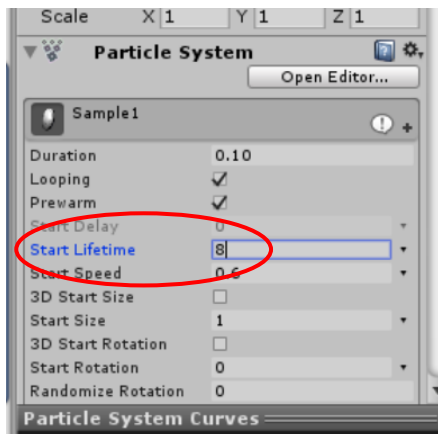 Scale X 1 Y 1 Z 1
Particle System
Open Editor...
Sample1
Duration 0.10
Looping
Prewarm
Start Delay 0
Start Lifetime 8
Start Speed 0.6
3D Start Size
Start Size 1
3D Start Rotation
Start Rotation 0
Randomize Rotation 0
Particle System Curves